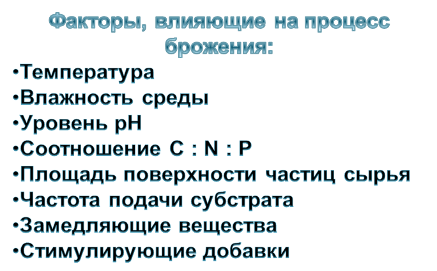 Факторы, влияющие на процесс
брожения:
•Температура
•Влажность среды
•Уровень pH
•Соотношение C : N : P
•Площадь поверхности частиц сырья
•Частота подачи субстрата
•Замедляющие вещества
•Стимулирующие добавки